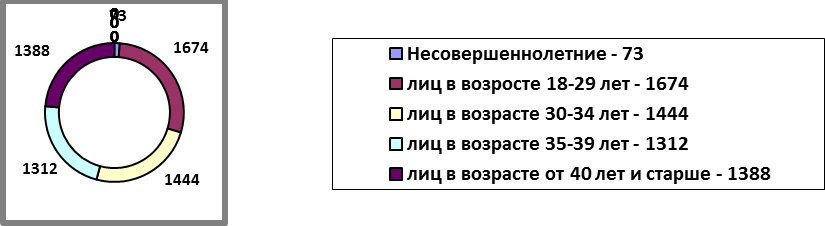 0
0
73
0
1674
1388
1312
1444
Несовершеннолетние - 73
лиц в возросте 18-29 лет - 1674
лиц в возрасте 30-34 лет - 1444
лиц в возрасте 35-39 лет - 1312
лиц в возрасте от 40 лет и старше - 1388